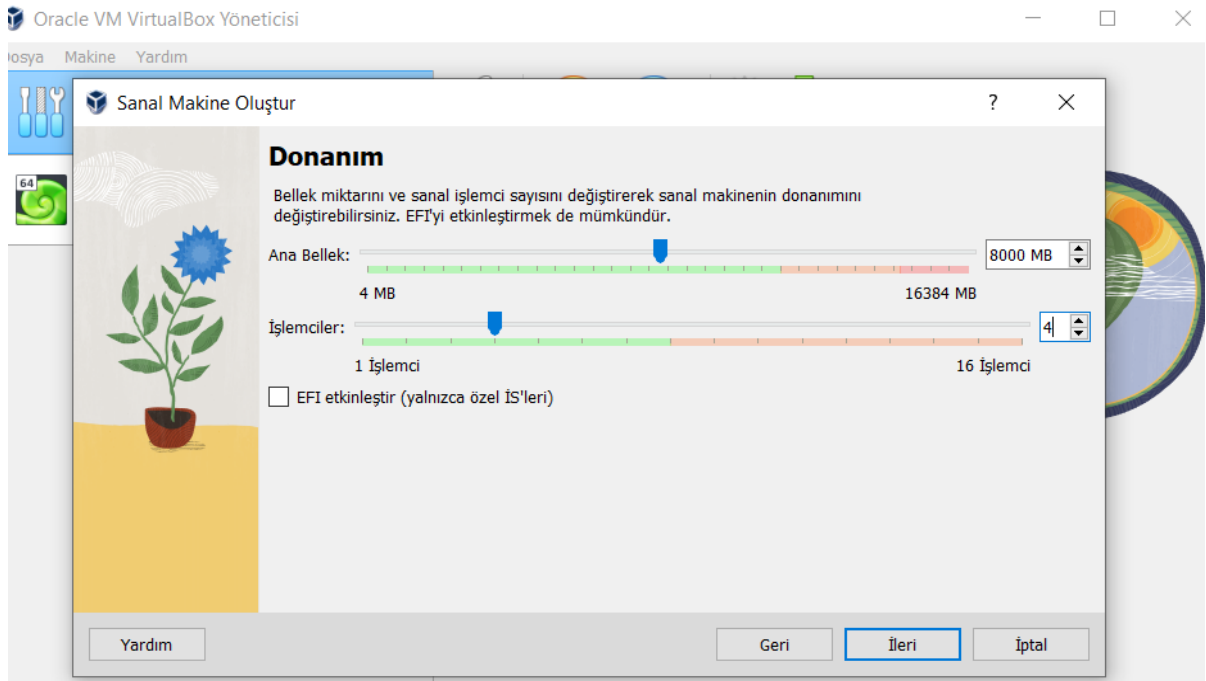 Oracle VM VirtualBox Yöneticisi
Dosya Makine Yardım
Sanal Makine Oluştur ?
64
Donanım
Bellek miktarını ve sanal işlemci sayısını değiştirerek sanal makinenin donanımını
değiştirebilirsiniz. EFI'yi etkinleştirmek de mümkündür.
Ana Bellek: 8000 MB
4 MB 16384 MB
İşlemciler: 4
1 İşlemci 16 İşlemci
EFI etkinleştir (yalnızca özel İS'leri)
Yardım Geri İleri İptal